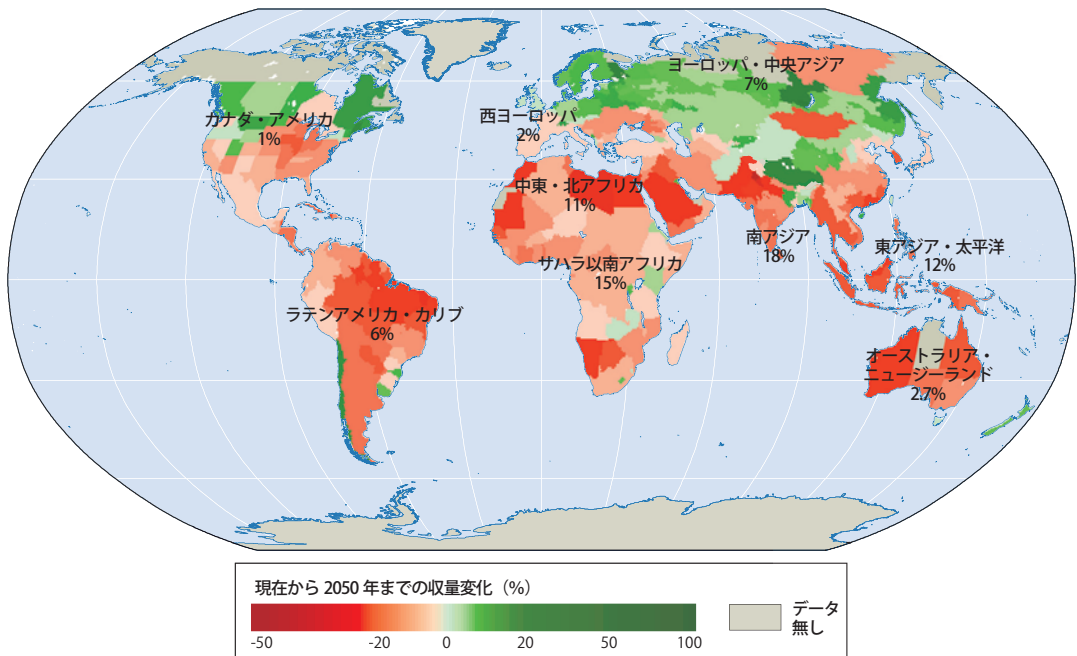 ヨーロッパ・中央アジア
7%
カナダ・アメリカ
1%
西ヨーロッパ
2%
中東・北アフリカ
11%
南アジア
18%
東アジア・太平洋
12%
サハラ以南アフリカ
15%
ラテンアメリカ・カリブ
6%
オーストラリア・
ニュージーランド
2.7%
現在から 2050 年までの収量変化（%）
-50 -20 0 20 50 100
データ
無し